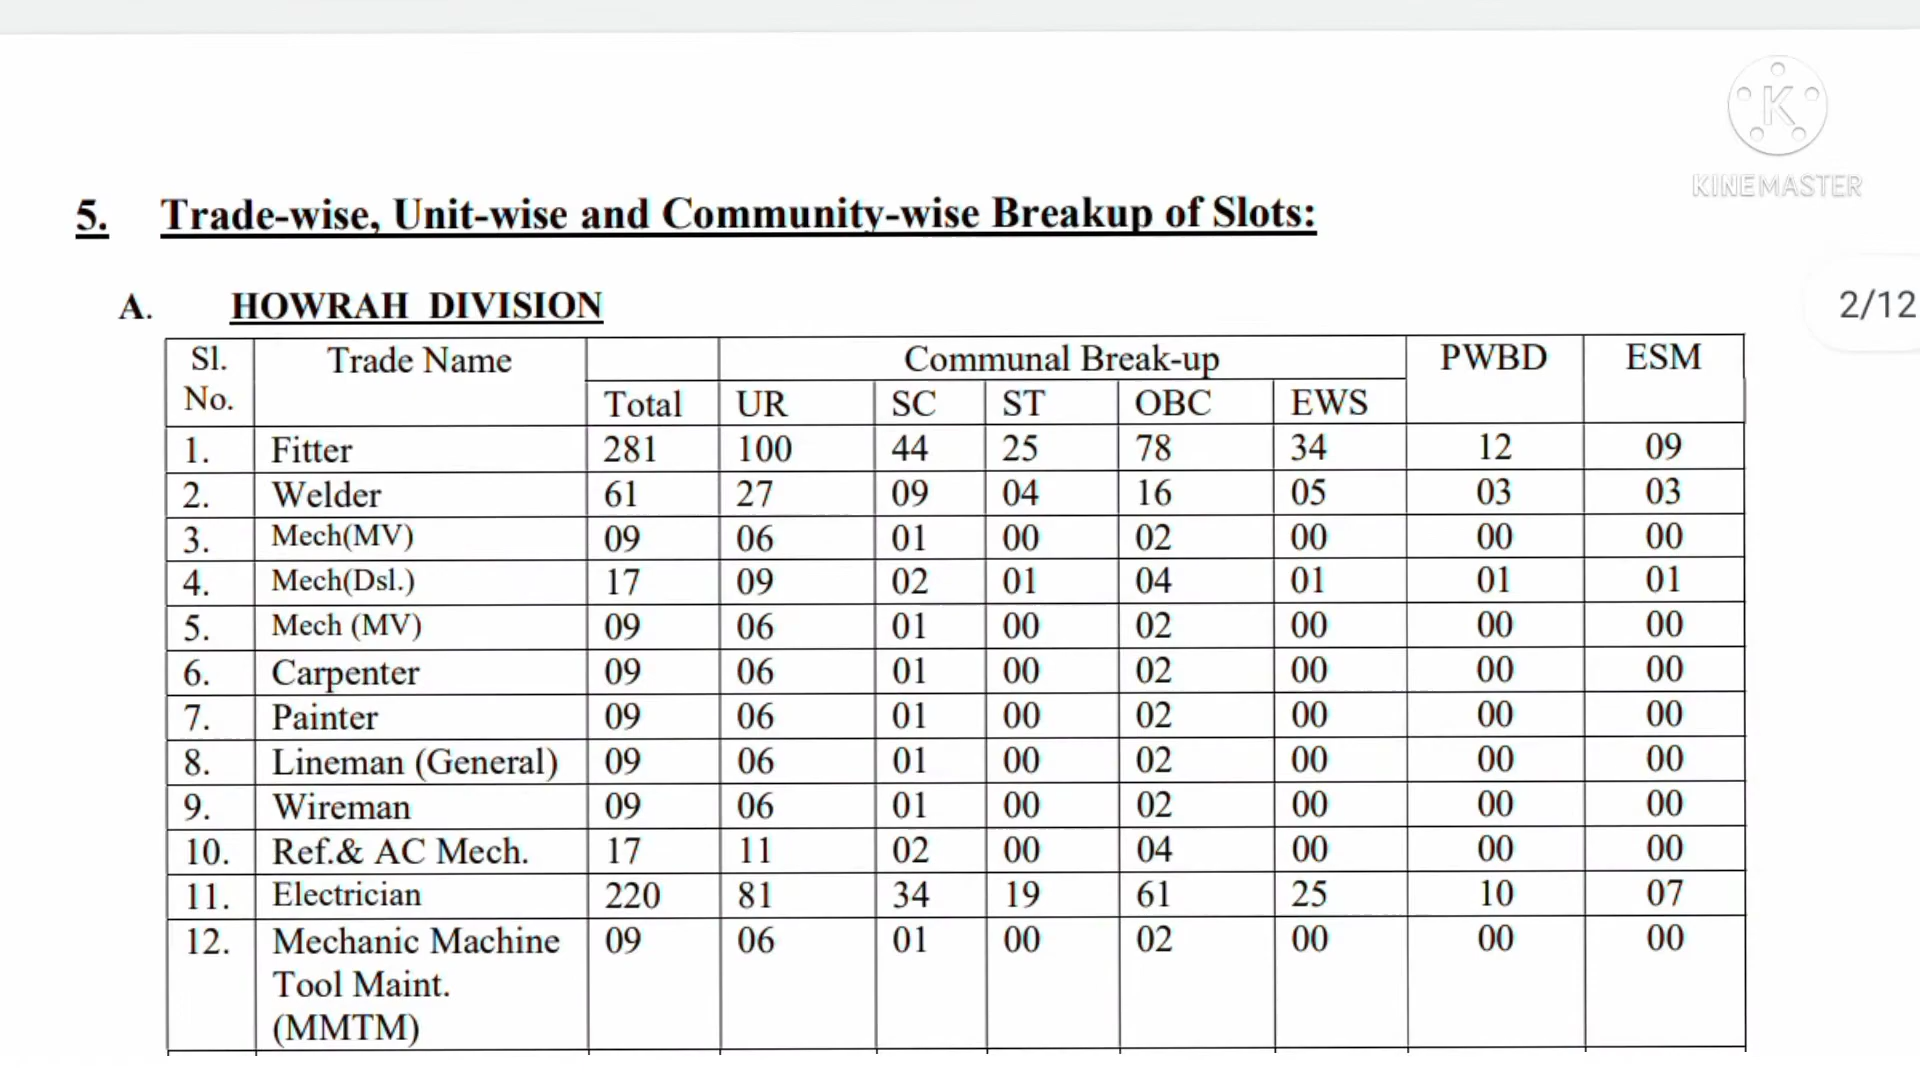 K
KINEMASTER
5. Trade-wise, Unit-wise and Community-wise Breakup of Slots:
2/12
A. HOWRAH DIVISION
Sl. No. Trade Name Communal Break-up PWBD ESM
Total UR SC ST OBC EWS
1. Fitter 281 100 44 25 78 34 12 09
2. Welder 61 27 09 04 16 05 03 03
3. Mech(MV) 09 06 01 00 02 00 00 00
4. Mech(Dsl.) 17 09 02 01 04 01 01 01
5. Mech (MV) 09 06 01 00 02 00 00 00
6. Carpenter 09 06 01 00 02 00 00 00
7. Painter 09 06 01 00 02 00 00 00
8. Lineman (General) 09 06 01 00 02 00 00 00
9. Wireman 09 06 01 00 02 00 00 00
10. Ref.& AC Mech. 17 11 02 00 04 00 00 00
11. Electrician 220 81 34 19 61 25 10 07
12. Mechanic Machine 09 06 01 00 02 00 00 00
Tool Maint.
(MMTM)